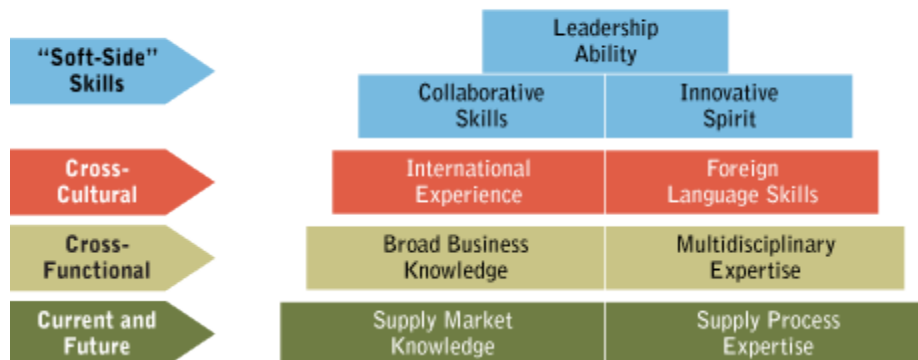 Leadership
Ability
“Soft-Side”
Skills
Collaborative
Skills
Innovative
Spirit
Cross-
Cultural
International
Experience
Foreign
Language Skills
Cross-
Functional
Broad Business
Knowledge
Multidisciplinary
Expertise
Current and
Future
Supply Market
Knowledge
Supply Process
Expertise